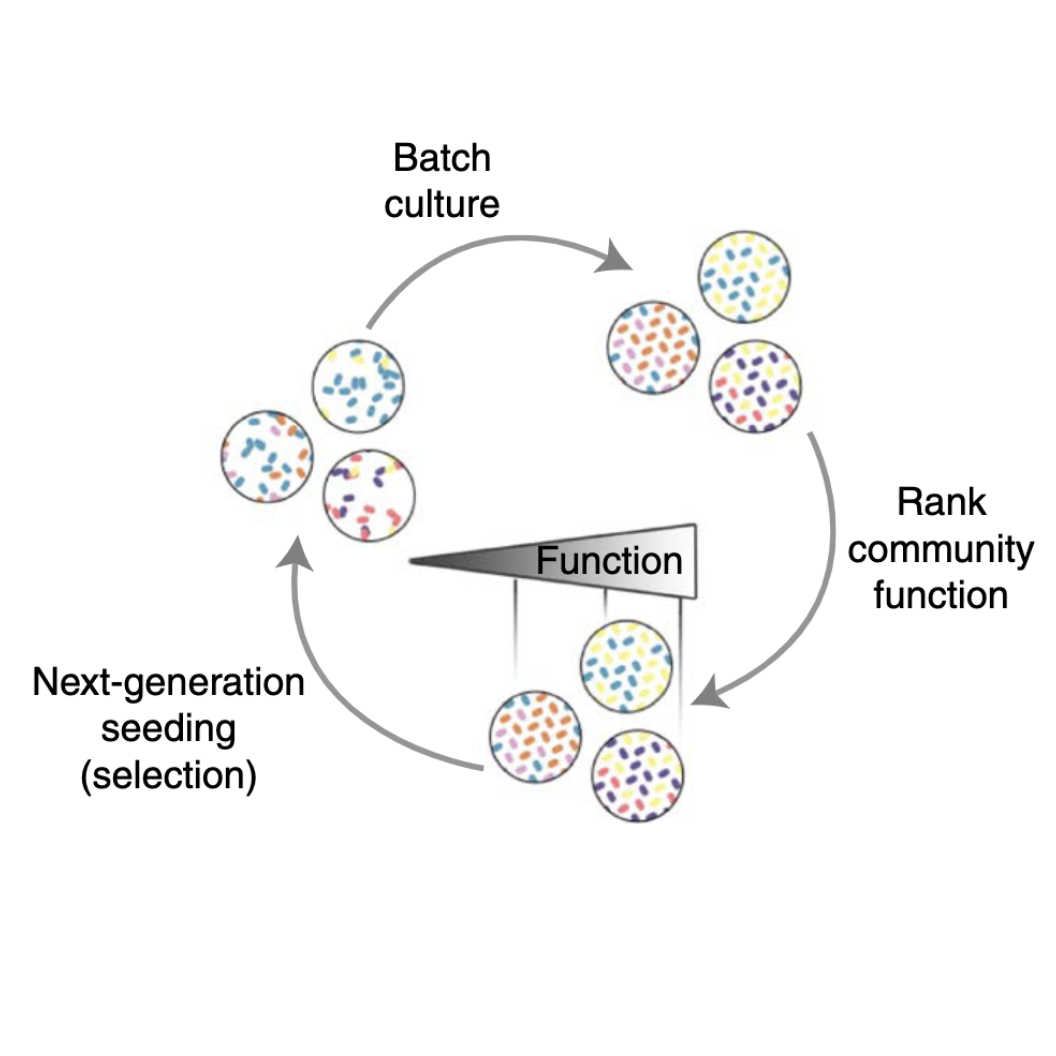 Batch
culture
Rank
community
function
Function
Next-generation
seeding
(selection)